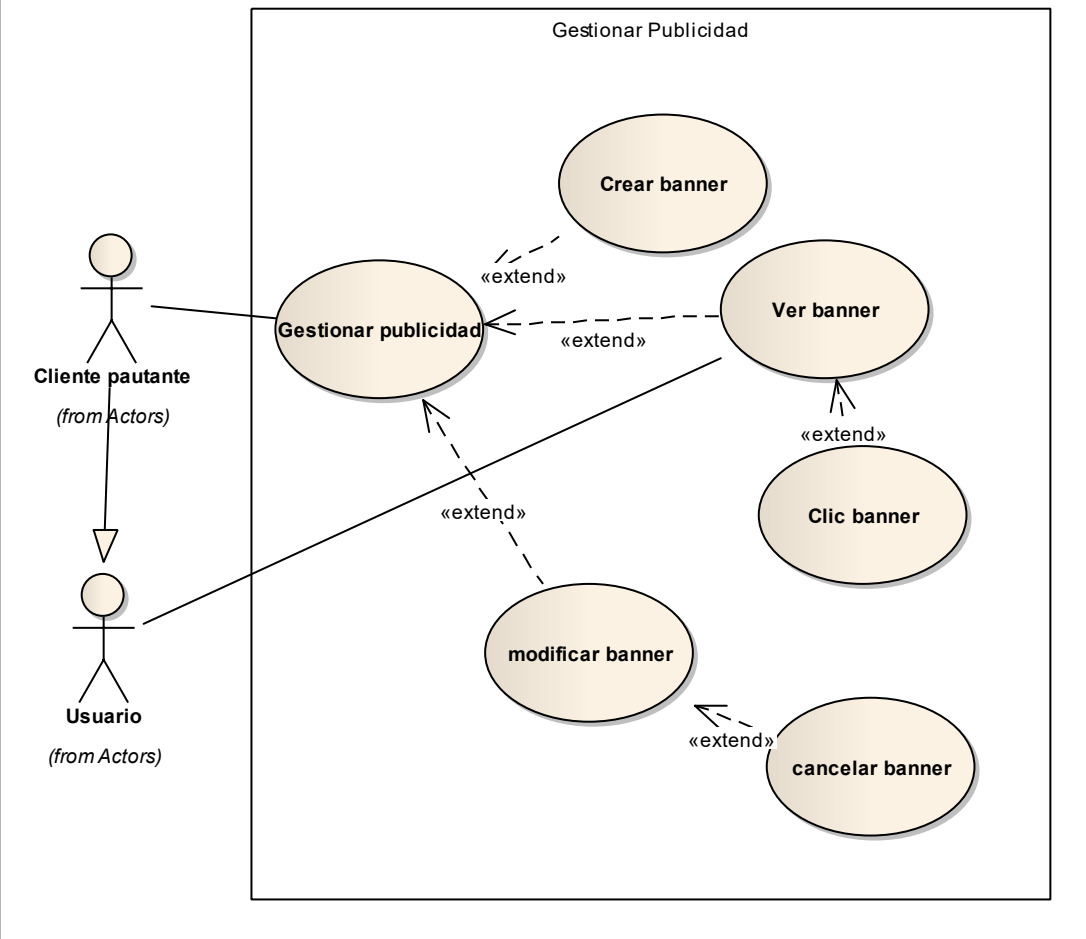 Gestionar Publicidad
Crear banner
«extend»
Ver banner
Gestionar publicidad
«extend»
Cliente pautante
(from Actors)
«extend»
Clic banner
«extend»
modificar banner
Usuario
(from Actors)
«extend»
cancelar banner